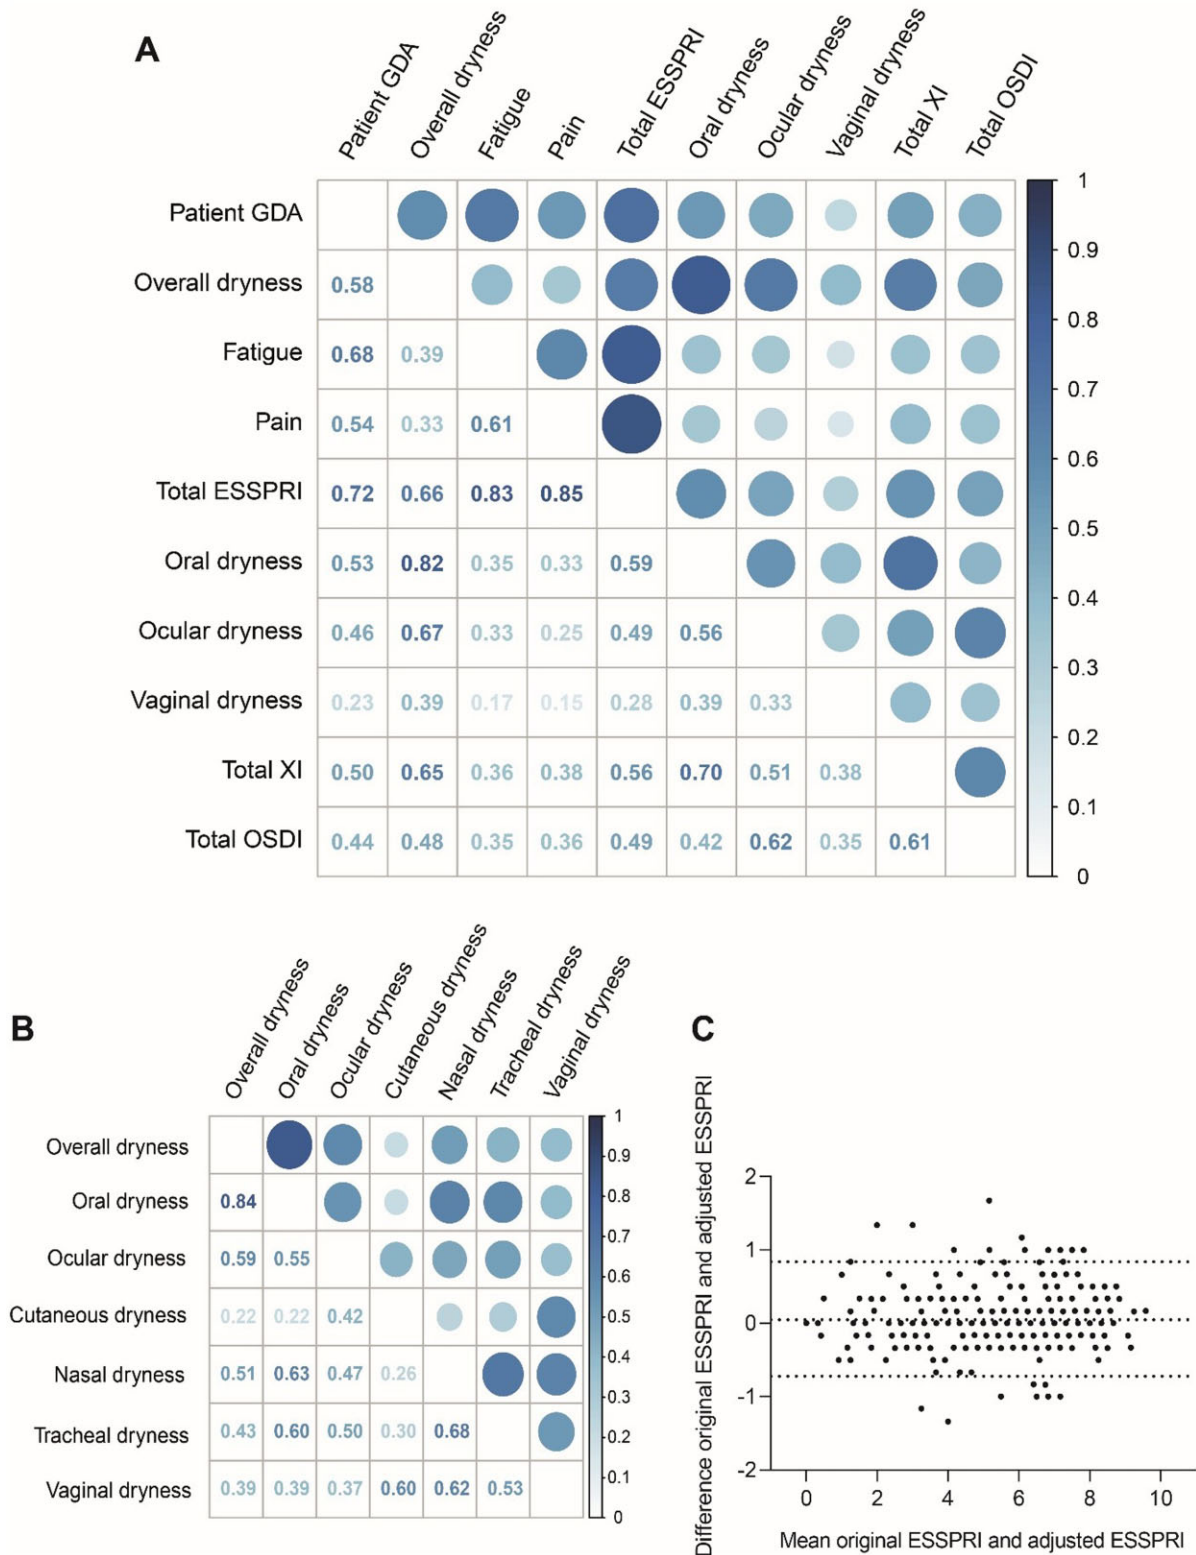 A
Patient GDA
Overall dryness
Fatigue
Pain
Total ESSPRI
Oral dryness
Ocular dryness
Vaginal dryness
Total XI
Total OSDI
Patient GDA
Overall dryness 0.58
Fatigue 0.68 0.39
Pain 0.54 0.33 0.61
Total ESSPRI 0.72 0.66 0.83 0.85
Oral dryness 0.53 0.82 0.35 0.33 0.59
Ocular dryness 0.46 0.67 0.33 0.25 0.49 0.56
Vaginal dryness 0.23 0.39 0.17 0.15 0.28 0.39 0.33
Total XI 0.50 0.65 0.36 0.38 0.56 0.70 0.51 0.38
Total OSDI 0.44 0.48 0.35 0.36 0.49 0.42 0.62 0.35 0.61
1
0.9
0.8
0.7
0.6
0.5
0.4
0.3
0.2
0.1
0
B
Overall dryness
Oral dryness
Ocular dryness
Cutaneous dryness
Nasal dryness
Tracheal dryness
Vaginal dryness
Overall dryness
Oral dryness 0.84
Ocular dryness 0.59 0.55
Cutaneous dryness 0.22 0.22 0.42
Nasal dryness 0.51 0.63 0.47 0.26
Tracheal dryness 0.43 0.60 0.50 0.30 0.68
Vaginal dryness 0.39 0.39 0.37 0.60 0.62 0.53
1
0.9
0.8
0.7
0.6
0.5
0.4
0.3
0.2
0.1
0
C
Difference original ESSPRI and adjusted ESSPRI
2
1
0
-1
-2
0 2 4 6 8 10
Mean original ESSPRI and adjusted ESSPRI